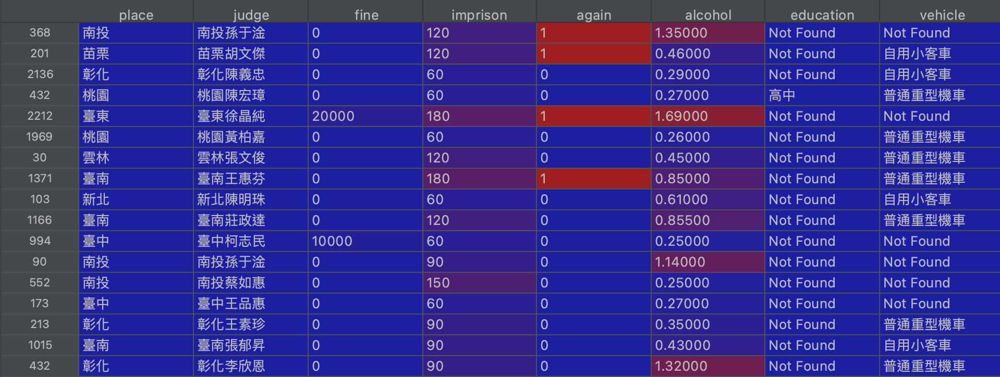 place judge fine imprison again alcohol education vehicle
368 南投 南投孫于淦 0 120 1 1.35000 Not Found Not Found
201 苗栗 苗栗胡文傑 0 120 1 0.46000 Not Found 自用小客車
2136 彰化 彰化陳義忠 0 60 0 0.29000 Not Found 自用小客車
432 桃園 桃園陳宏璋 0 60 0 0.27000 高中 普通重型機車
2212 臺東 臺東徐晶純 20000 180 1 1.69000 Not Found Not Found
1969 桃園 桃園黃柏嘉 0 60 0 0.26000 Not Found 普通重型機車
30 雲林 雲林張文俊 0 120 0 0.45000 Not Found 普通重型機車
1371 臺南 臺南王惠芬 0 180 1 0.85000 Not Found 普通重型機車
103 新北 新北陳明珠 0 60 0 0.61000 Not Found 自用小客車
1166 臺南 臺南莊政達 0 120 0 0.85500 Not Found 普通重型機車
994 臺中 臺中柯志民 10000 60 0 0.25000 Not Found Not Found
90 南投 南投孫于淦 0 90 0 1.14000 Not Found Not Found
552 南投 南投蔡如惠 0 150 0 0.25000 Not Found Not Found
173 臺中 臺中王品惠 0 60 0 0.27000 Not Found Not Found
213 彰化 彰化王素珍 0 90 0 0.35000 Not Found 普通重型機車
1015 臺南 臺南張郁昇 0 90 0 0.43000 Not Found 自用小客車
432 彰化 彰化李欣恩 0 90 0 1.32000 Not Found 普通重型機車